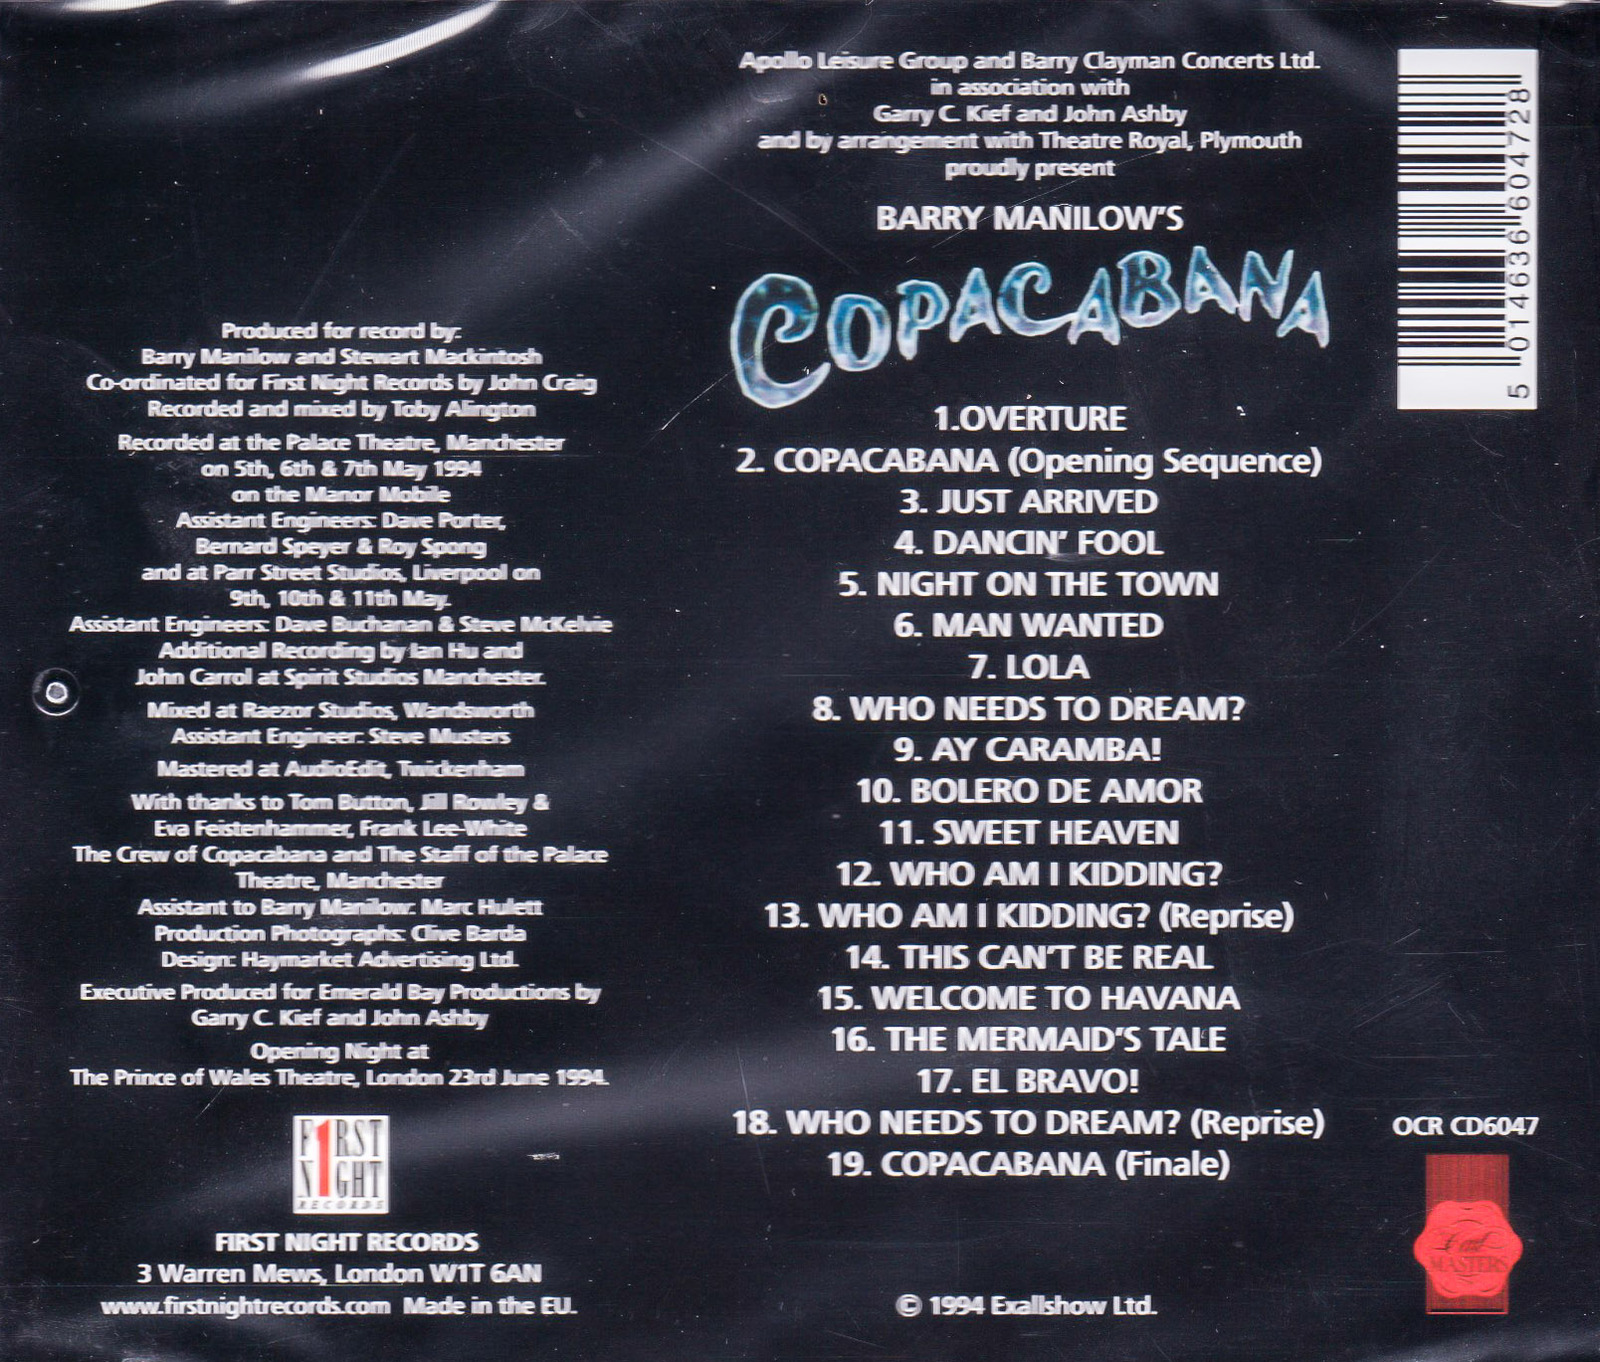 Apollo Leisure Group and Barry Clayman Concerts Ltd.
in association with
Garry C. Kief and John Ashby
and by arrangement with Theatre Royal, Plymouth
proudly present
BARRY MANILOW'S
COPACABANA
1.OVERTURE
2. COPACABANA (Opening Sequence)
3. JUST ARRIVED
4. DANCIN' FOOL
5. NIGHT ON THE TOWN
6. MAN WANTED
7. LOLA
8. WHO NEEDS TO DREAM?
9. AY CARAMBA!
10. BOLERO DE AMOR
11. SWEET HEAVEN
12. WHO AM I KIDDING?
13. WHO AM I KIDDING? (Reprise)
14. THIS CAN'T BE REAL
15. WELCOME TO HAVANA
16. THE MERMAID'S TALE
17. EL BRAVO!
18. WHO NEEDS TO DREAM? (Reprise)
19. COPACABANA (Finale)
© 1994 Exallshow Ltd.
Produced for record by:
Barry Manilow and Stewart Mackintosh
Co-ordinated for First Night Records by John Craig
Recorded and mixed by Toby Alington
Recorded at the Palace Theatre, Manchester
on 5th, 6th & 7th May 1994
on the Manor Mobile
Assistant Engineers: Dave Porter,
Bernard Speyer & Roy Spong
and at Parr Street Studios, Liverpool on
9th, 10th & 11th May.
Assistant Engineers: Dave Buchanan & Steve McKelvie
Additional Recording by Ian Hu and
John Carrol at Spirit Studios Manchester.
Mixed at Raezor Studios, Wandsworth
Assistant Engineer: Steve Musters
Mastered at AudioEdit, Twickenham
With thanks to Tom Button, Jill Rowley &
Eva Feistenhammer, Frank Lee-White
The Crew of Copacabana and The Staff of the Palace
Theatre, Manchester
Assistant to Barry Manilow: Marc Hulett
Production Photographs: Clive Barda
Design: Haymarket Advertising Ltd.
Executive Produced for Emerald Bay Productions by
Garry C. Kief and John Ashby
Opening Night at
The Prince of Wales Theatre, London 23rd June 1994.
F1RST
N1GHT
RECORDS
FIRST NIGHT RECORDS
3 Warren Mews, London W1T 6AN
www.firstnightrecords.com Made in the EU.
5 014636 604728
OCR CD6047
Cast
MASTERS